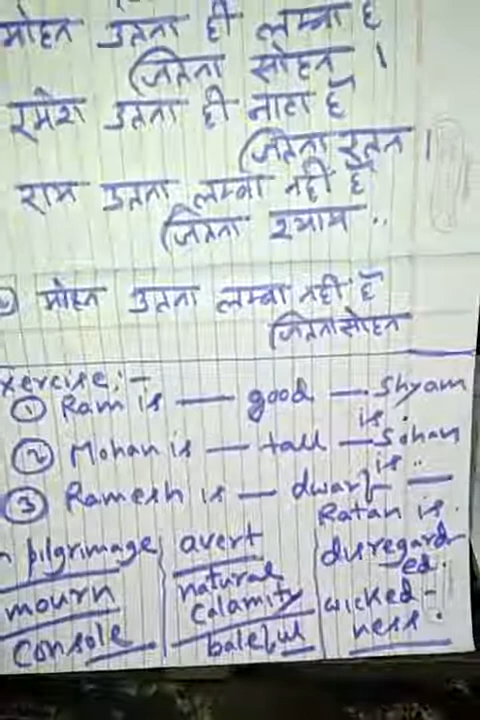 मोहन उतना ही लम्बा है
जितना सोहन ।
रमेश उतना ही नाटा है
जितना रतन ।
राम उतना लम्बा नहीं है
जितना श्याम ..
मोहन उतना लम्बा नहीं है
जितना सोहन
xercise:-
① Ram is — good — Shyam
is.
② Mohan is — tall — Sohan
is ..
③ Ramesh is — dwarf —
Ratan is.
pilgrimage avert disregard-
ed.
mourn natural calamity wicked-
ness.
console baleful